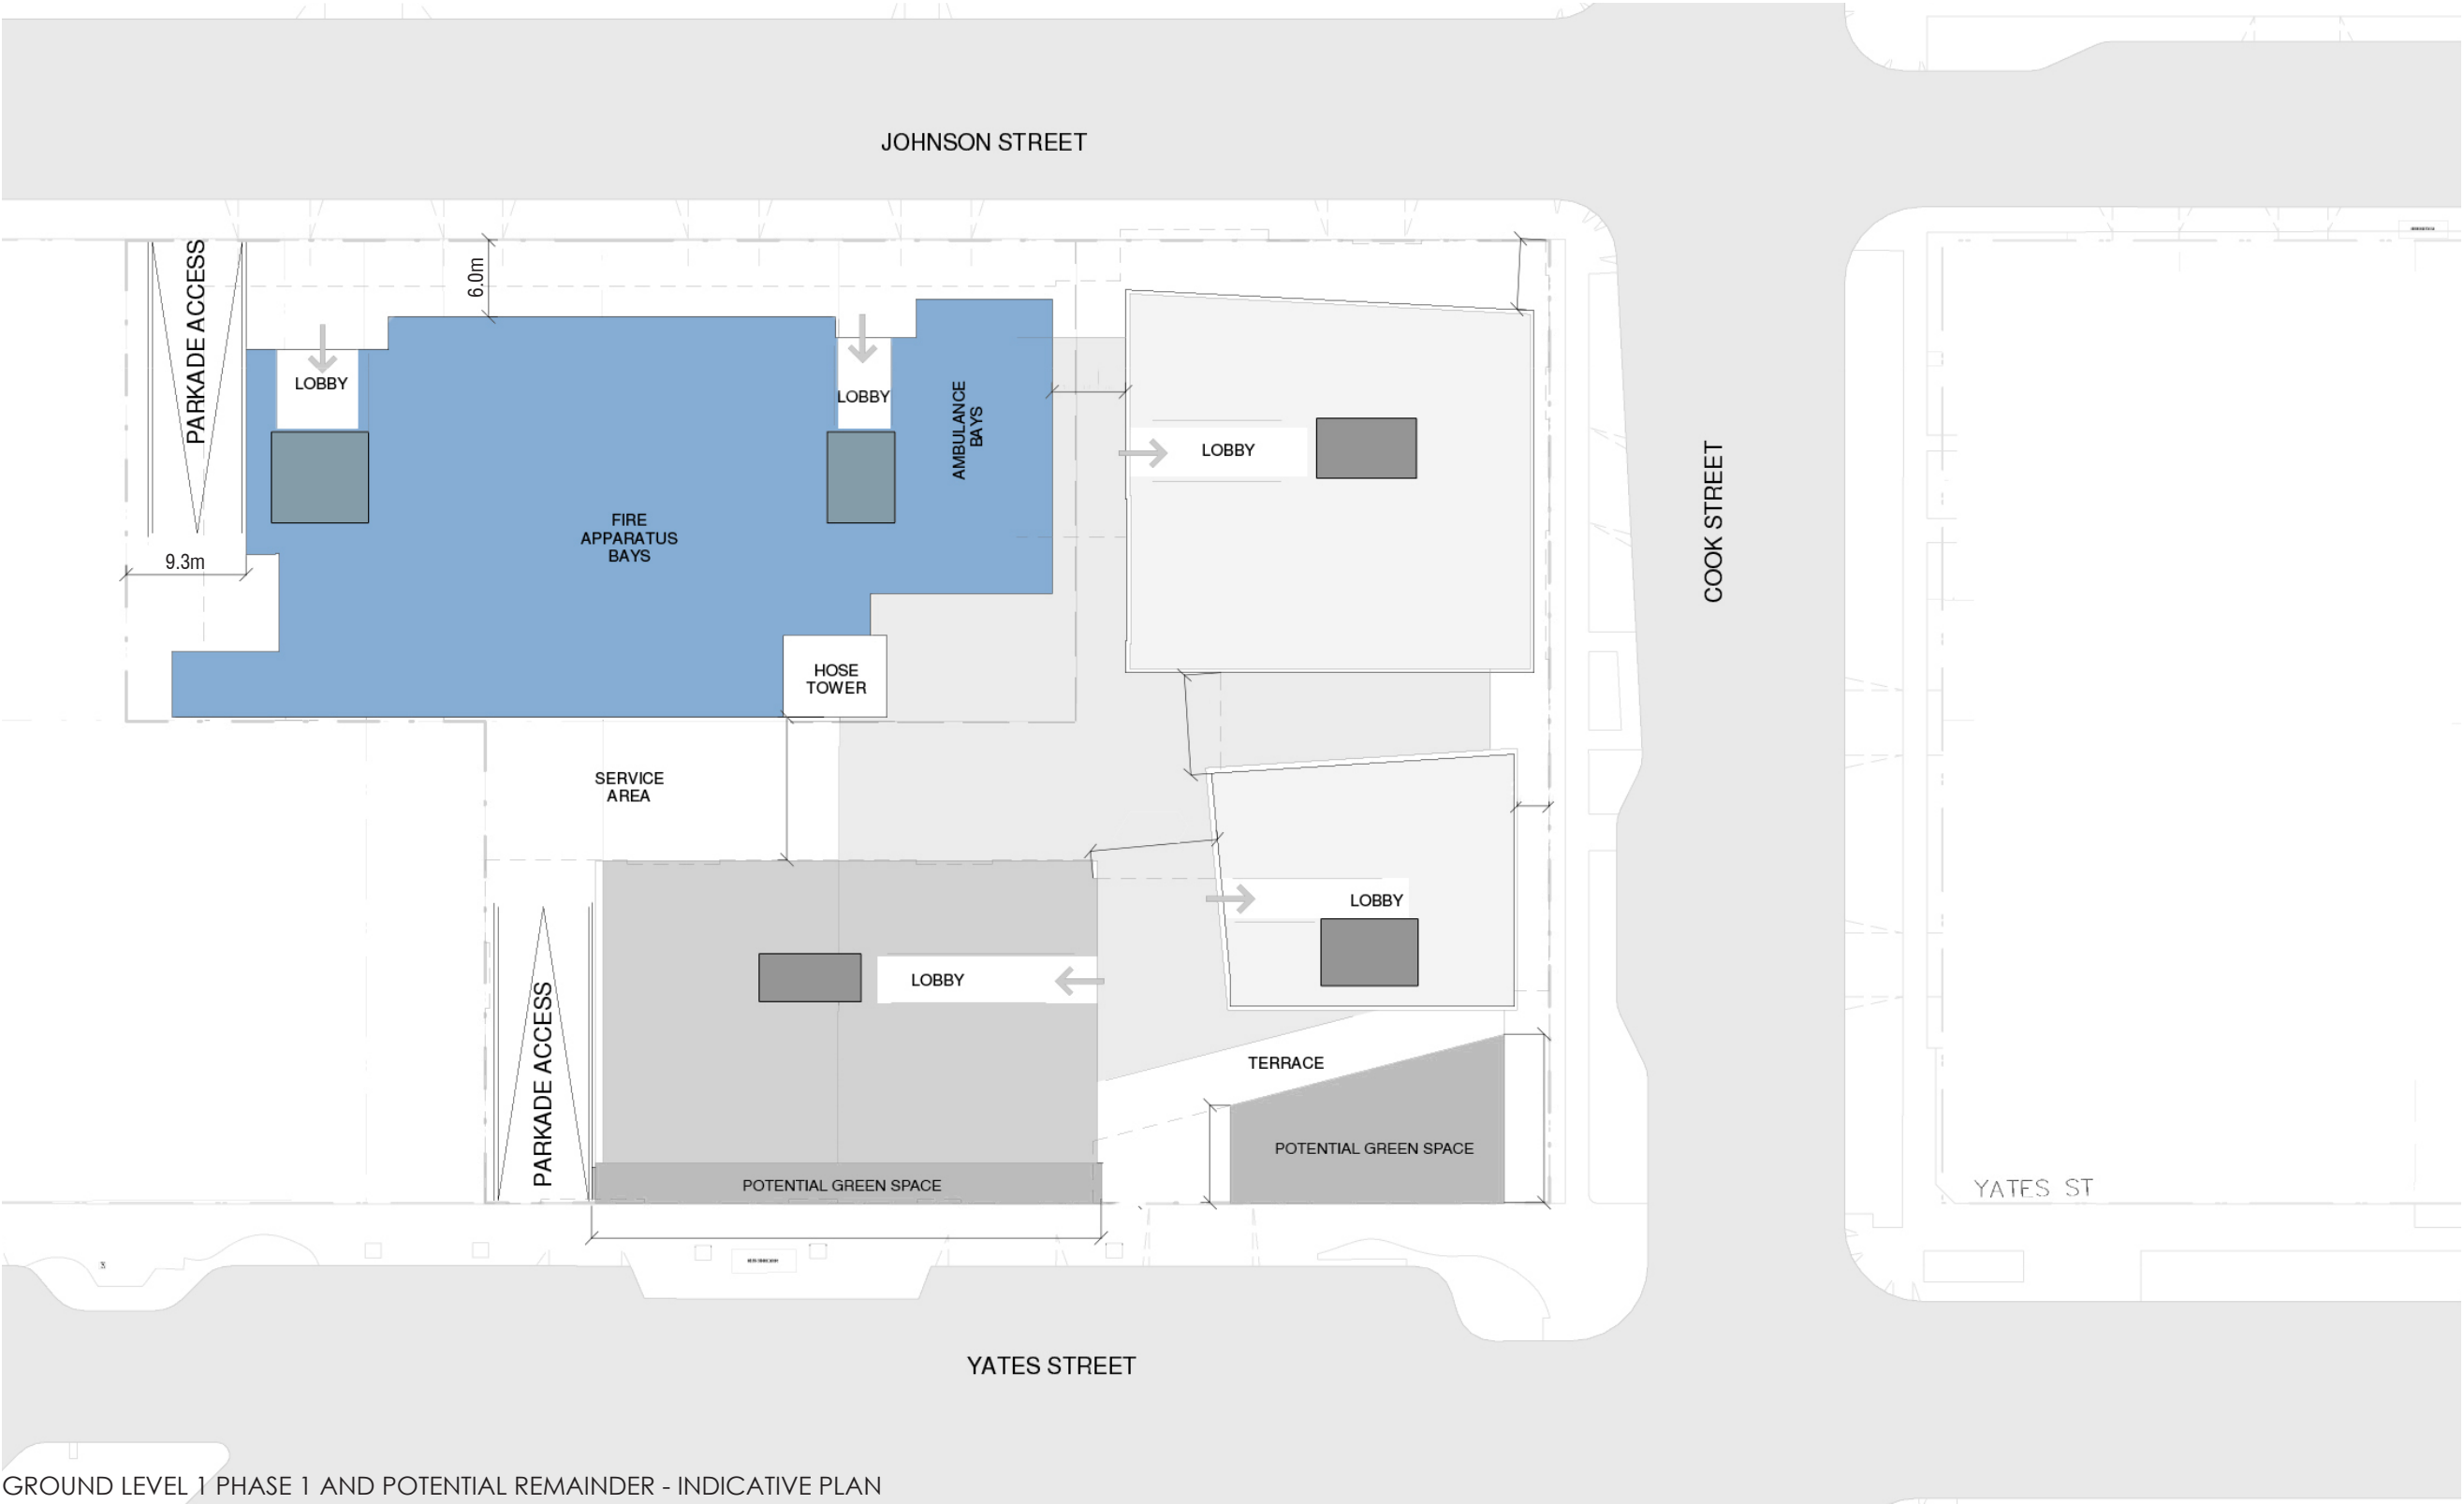 JOHNSON STREET
PARKADE ACCESS
6.0m
LOBBY
LOBBY
AMBULANCE
BAYS
LOBBY
COOK STREET
FIRE
APPARATUS
BAYS
9.3m
HOSE
TOWER
SERVICE
AREA
LOBBY
LOBBY
PARKADE ACCESS
TERRACE
POTENTIAL GREEN SPACE
POTENTIAL GREEN SPACE
YATES ST
YATES STREET
GROUND LEVEL 1 PHASE 1 AND POTENTIAL REMAINDER - INDICATIVE PLAN